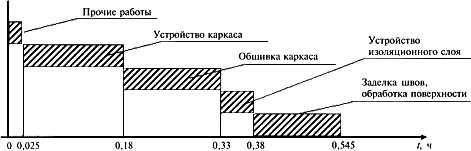 Прочие работы
Устройство каркаса
Обшивка каркаса
Устройство
изоляционного слоя
Заделка швов,
обработка поверхности
0 0,025 0,18 0,33 0,38 0,545 t, ч